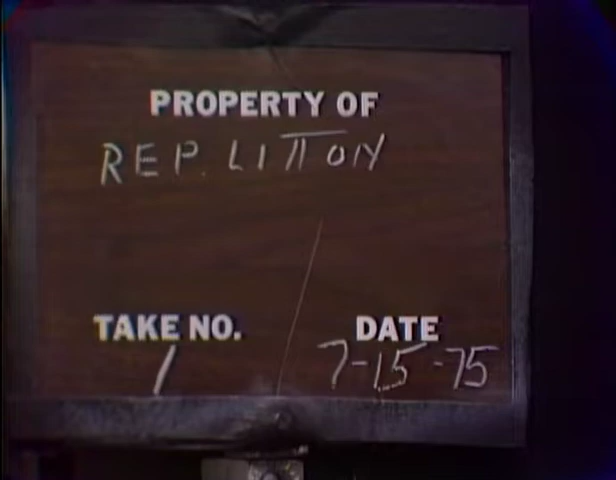 PROPERTY OF
REP. LITTON
TAKE NO.
1
DATE
7-15-75